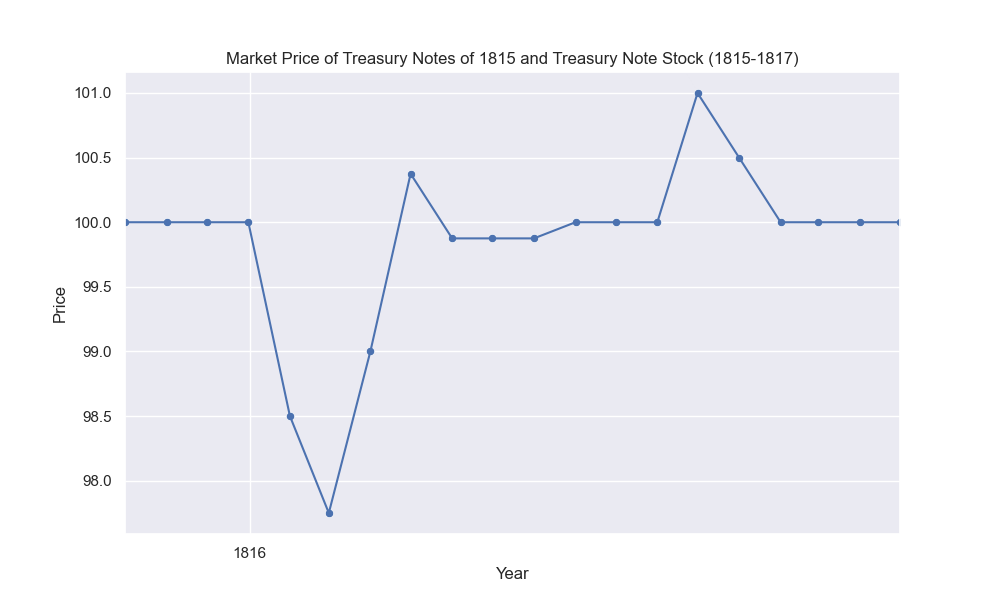 Market Price of Treasury Notes of 1815 and Treasury Note Stock (1815-1817)
101.0
100.5
100.0
99.5
99.0
98.5
98.0
Price
1816
Year